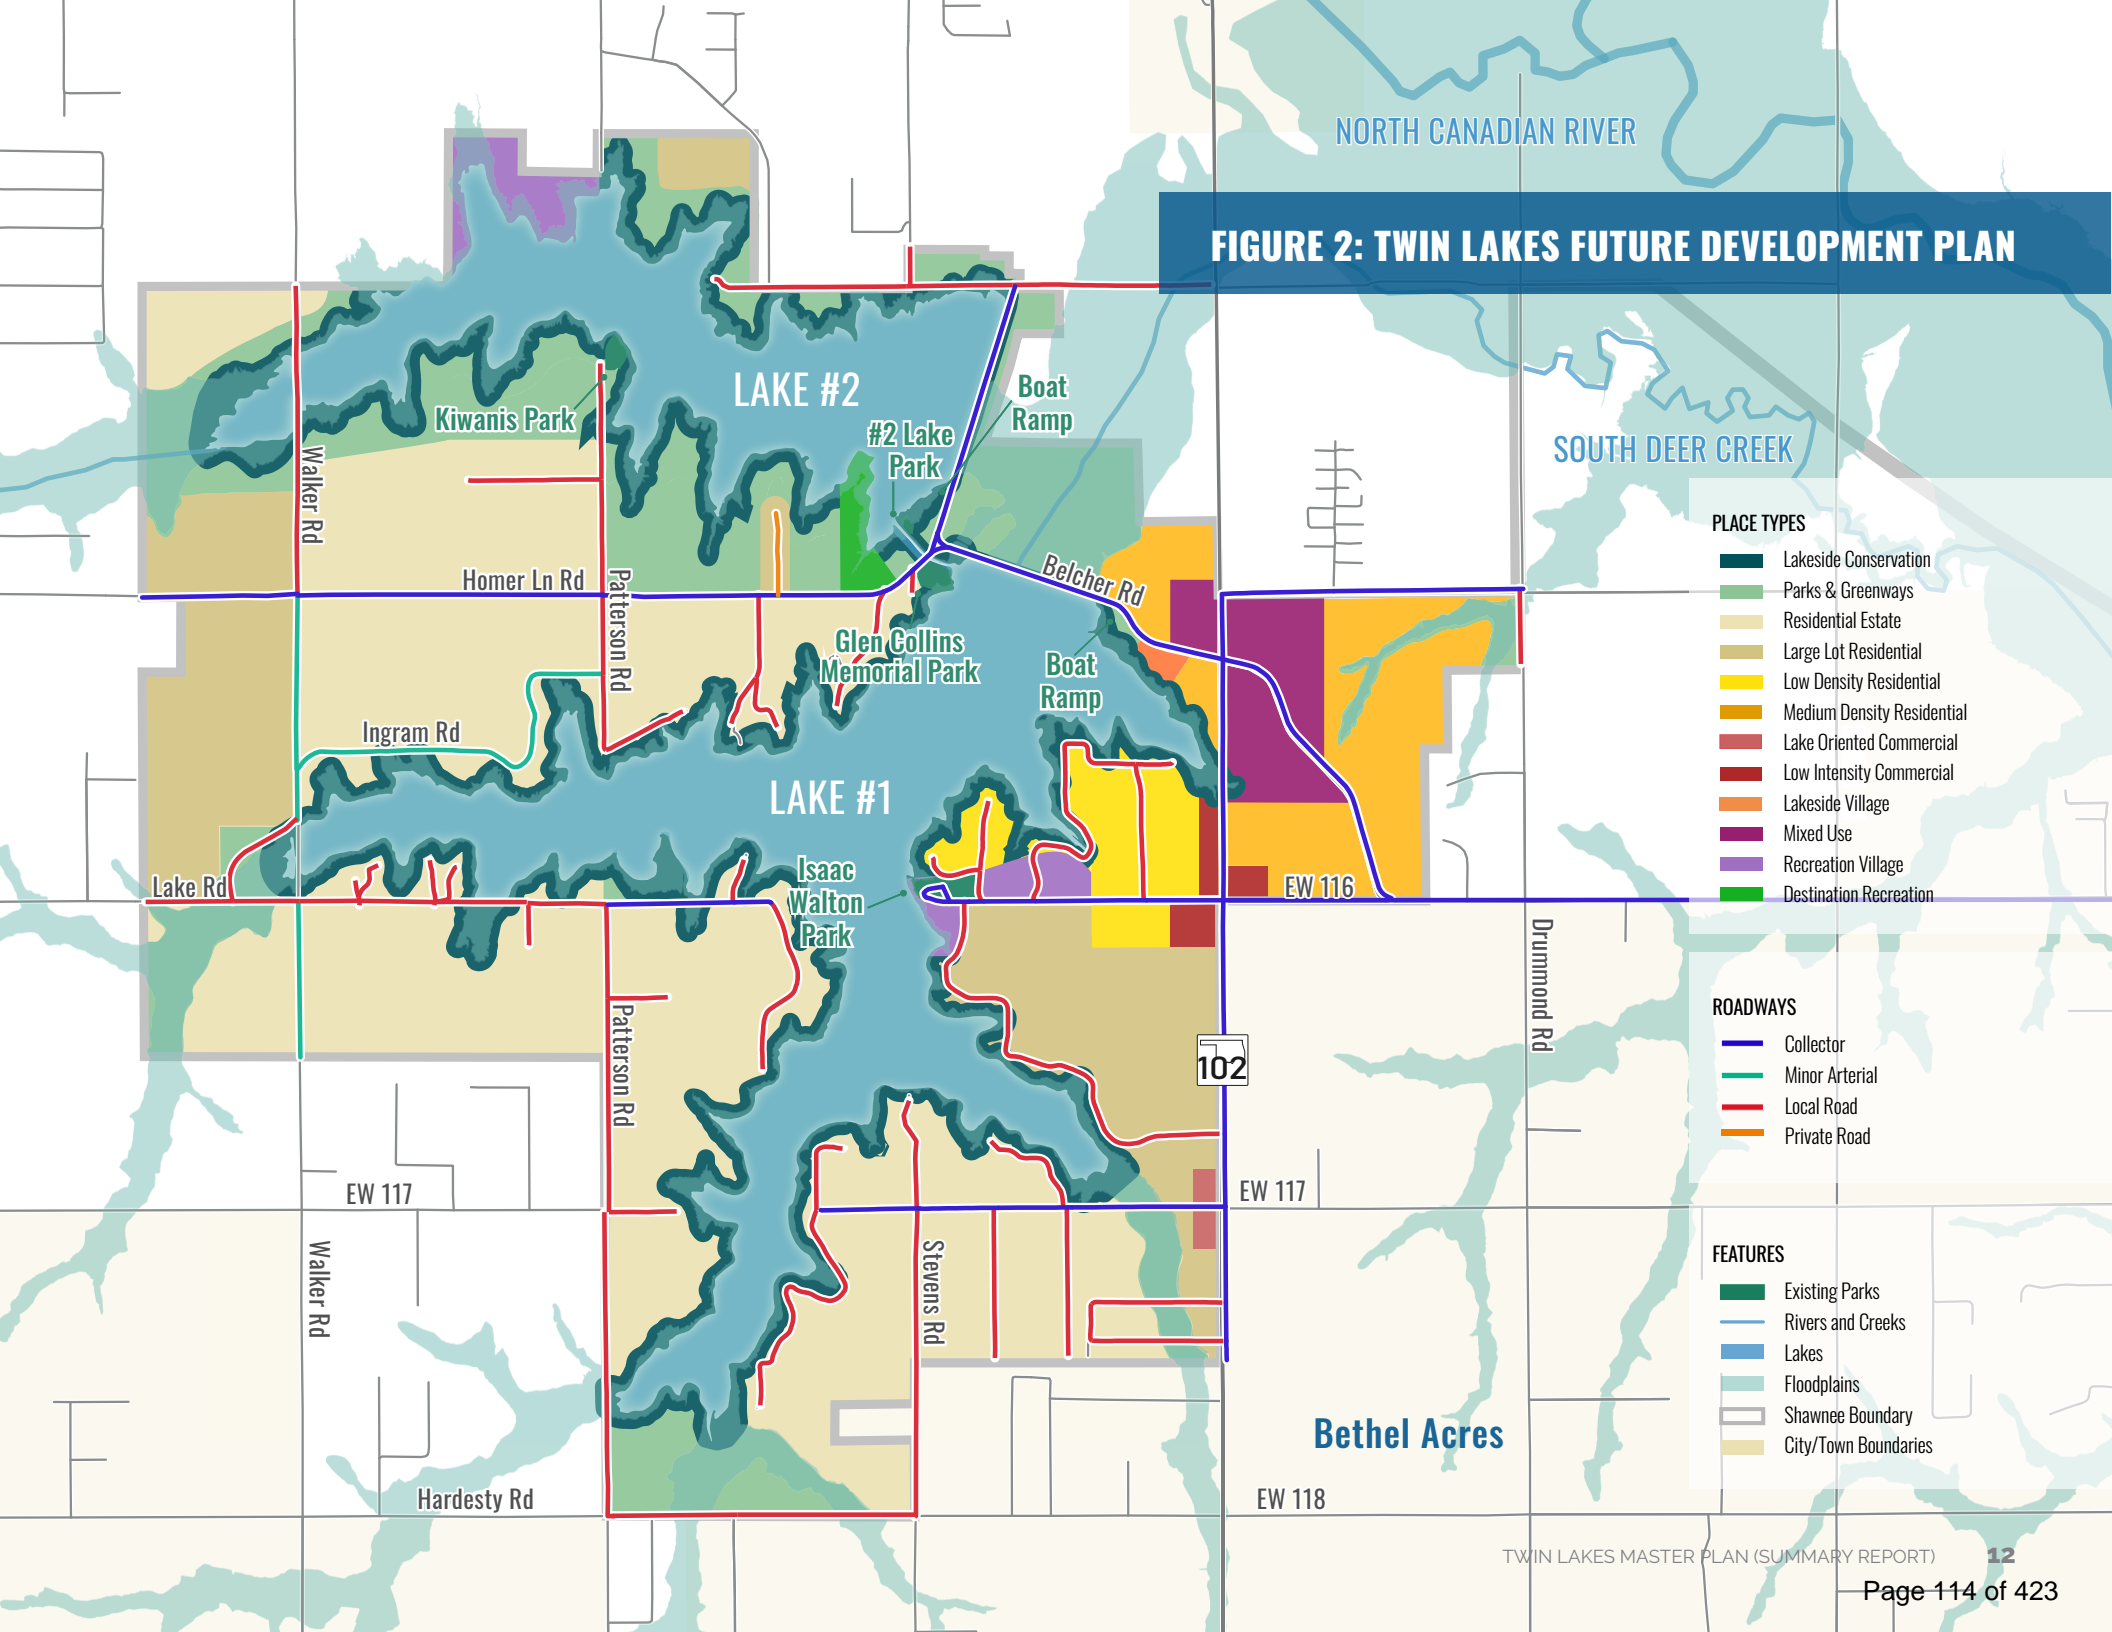 NORTH CANADIAN RIVER
FIGURE 2: TWIN LAKES FUTURE DEVELOPMENT PLAN
LAKE #2
Boat
Ramp
Kiwanis Park
#2 Lake
Park
SOUTH DEER CREEK
Walker Rd
Homer Ln Rd
Patterson Rd
Belcher Rd
Glen Collins
Memorial Park
Boat
Ramp
Ingram Rd
LAKE #1
Isaac
Walton
Park
Lake Rd
EW 116
Drummond Rd
Patterson Rd
102
EW 117
EW 117
Walker Rd
Stevens Rd
Bethel Acres
Hardesty Rd
EW 118
PLACE TYPES
Lakeside Conservation
Parks & Greenways
Residential Estate
Large Lot Residential
Low Density Residential
Medium Density Residential
Lake Oriented Commercial
Low Intensity Commercial
Lakeside Village
Mixed Use
Recreation Village
Destination Recreation
ROADWAYS
Collector
Minor Arterial
Local Road
Private Road
FEATURES
Existing Parks
Rivers and Creeks
Lakes
Floodplains
Shawnee Boundary
City/Town Boundaries
TWIN LAKES MASTER PLAN (SUMMARY REPORT) 12
Page 114 of 423